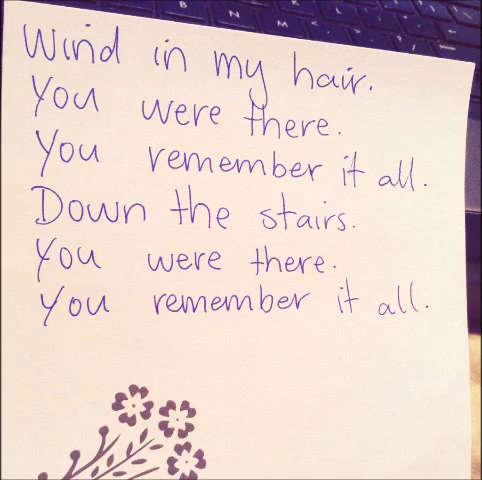 Wind in my hair.
You were there.
You remember it all.
Down the stairs.
You were there.
You remember it all.